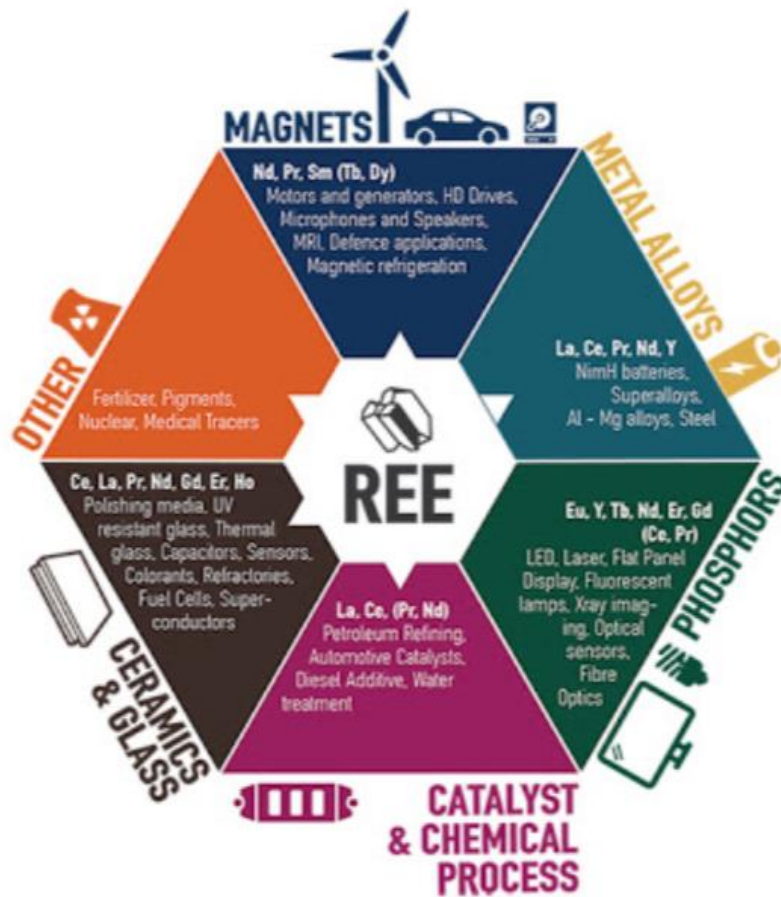 MAGNETS
Nd, Pr, Sm (Tb, Dy)
Motors and generators, HD Drives,
Microphones and Speakers,
MRI, Defence applications,
Magnetic refrigeration
METAL ALLOYS
La, Ce, Pr, Nd, Y
NimH batteries,
Superalloys,
Al - Mg alloys, Steel
PHOSPHORS
Eu, Y, Tb, Nd, Er, Gd
(Ce, Pr)
LED, Laser, Flat Panel
Display, Fluorescent
lamps, Xray imag-
ing, Optical
sensors,
Fibre
Optics
CATALYST
& CHEMICAL
PROCESS
La, Ce, (Pr, Nd)
Petroleum Refining,
Automotive Catalysts,
Diesel Additive, Water
treatment
CERAMICS
& GLASS
Ce, La, Pr, Nd, Gd, Er, Ho
Polishing media, UV
resistant glass, Thermal
glass, Capacitors, Sensors,
Colorants, Refractories,
Fuel Cells, Super-
conductors
OTHER
Fertilizer, Pigments,
Nuclear, Medical Tracers
REE